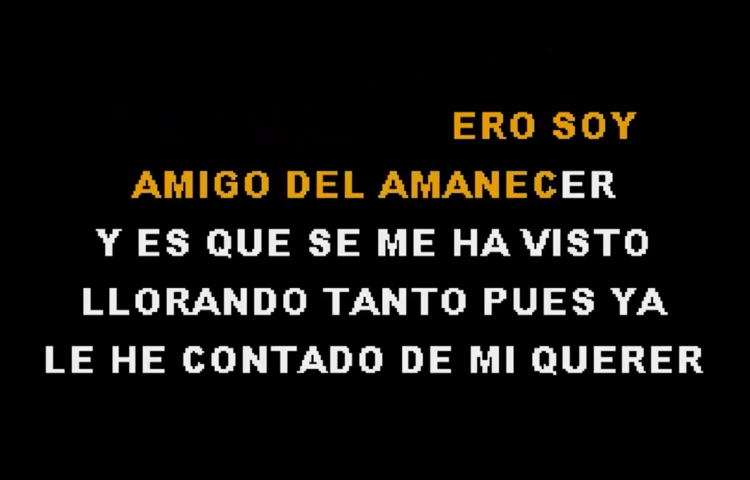 ERO SOY
AMIGO DEL AMANECER
Y ES QUE SE ME HA VISTO
LLORANDO TANTO PUES YA
LE HE CONTADO DE MI QUERER